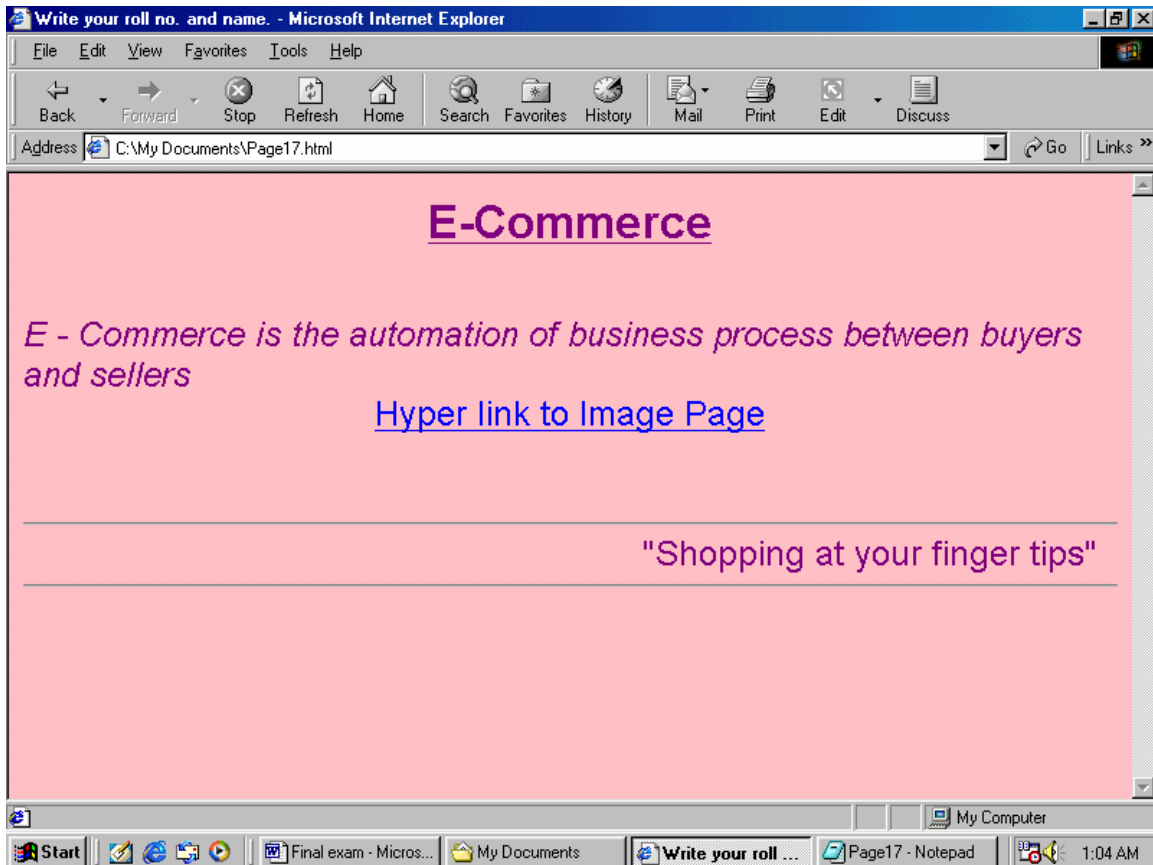 Write your roll no. and name. - Microsoft Internet Explorer
File Edit View Favorites Tools Help
Back Forward Stop Refresh Home Search Favorites History Mail Print Edit Discuss
Address C:\My Documents\Page17.html Go Links »
E-Commerce
E - Commerce is the automation of business process between buyers
and sellers
Hyper link to Image Page
"Shopping at your finger tips"
My Computer
Start Final exam - Micros... My Documents Write your roll ... Page17 - Notepad 1:04 AM